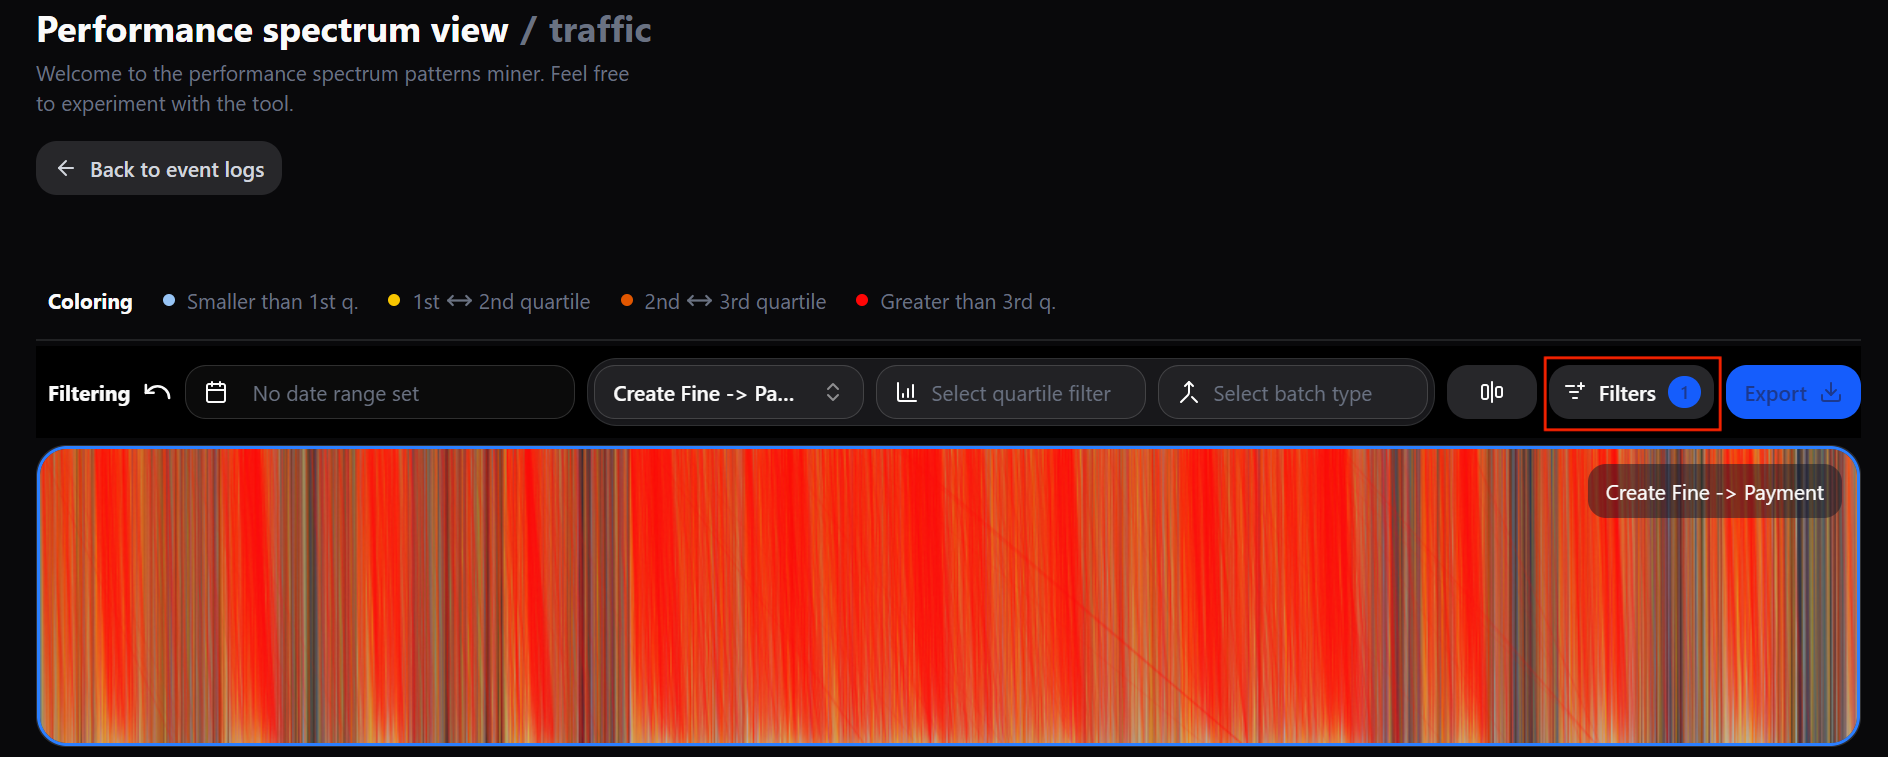 Performance spectrum view / traffic
Welcome to the performance spectrum patterns miner. Feel free
to experiment with the tool.
Back to event logs
Coloring Smaller than 1st q. 1st ↔ 2nd quartile 2nd ↔ 3rd quartile Greater than 3rd q.
Filtering No date range set Create Fine -> Pa... Select quartile filter Select batch type Filters 1 Export
Create Fine -> Payment